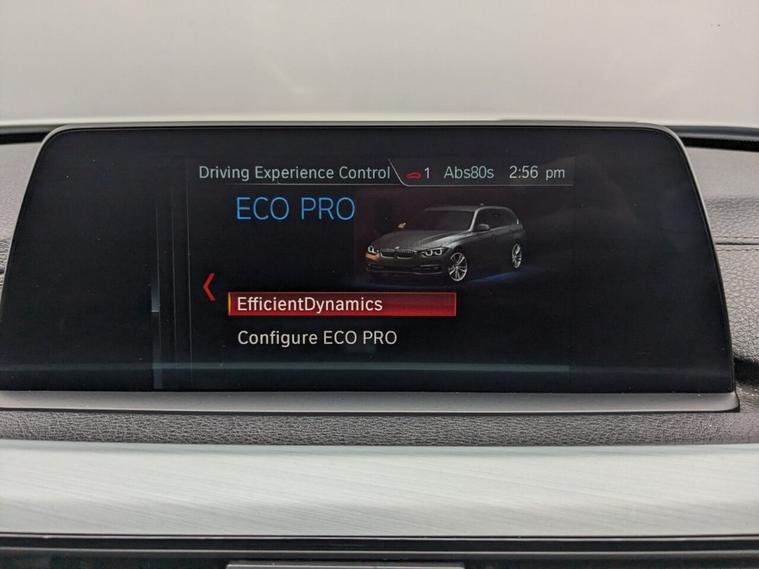 Driving Experience Control 1 Abs80s 2:56 pm
ECO PRO
EfficientDynamics
Configure ECO PRO